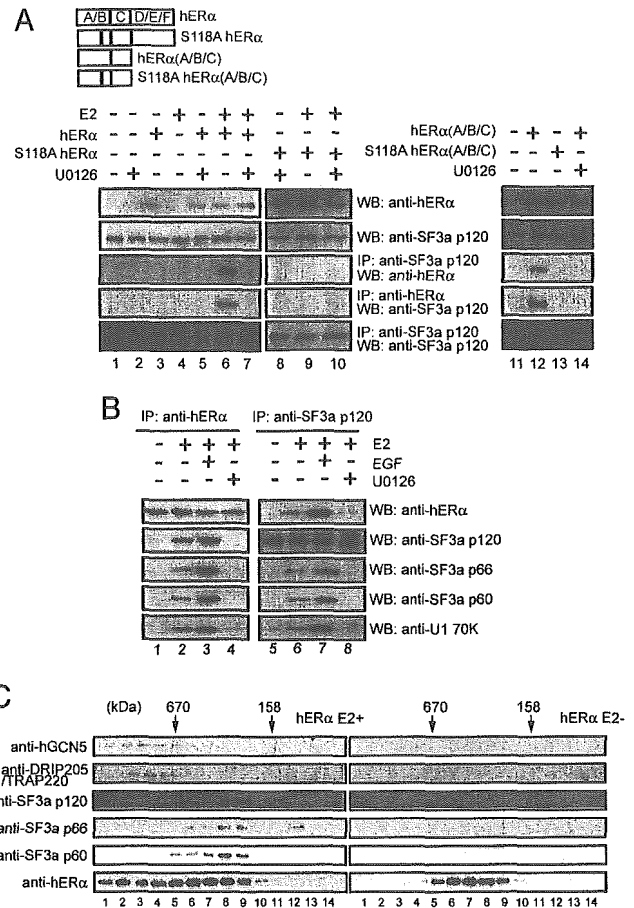 A
A/B C D/E/F hERα
S118A hERα
hERα(A/B/C)
S118A hERα(A/B/C)
E2 - - - + - + + - + +
hERα - - + - + + +
S118A hERα + + +
U0126 - + - - + - + - - +
hERα(A/B/C) - + - +
S118A hERα(A/B/C) - - + -
U0126 - - - +
WB: anti-hERα
WB: anti-SF3a p120
IP: anti-SF3a p120
WB: anti-hERα
IP: anti-hERα
WB: anti-SF3a p120
IP: anti-SF3a p120
WB: anti-SF3a p120
1 2 3 4 5 6 7 8 9 10 11 12 13 14
B
IP: anti-hERα IP: anti-SF3a p120
- + + + - + + + E2
- - + - - - + - EGF
- - - + - - - + U0126
WB: anti-hERα
WB: anti-SF3a p120
WB: anti-SF3a p66
WB: anti-SF3a p60
WB: anti-U1 70K
1 2 3 4 5 6 7 8
C
(kDa) 670 158 hERα E2+ 670 158 hERα E2-
anti-hGCN5
anti-DRIP205
/TRAP220
nti-SF3a p120
anti-SF3a p66
anti-SF3a p60
anti-hERα
1 2 3 4 5 6 7 8 9 10 11 12 13 14 1 2 3 4 5 6 7 8 9 10 11 12 13 14